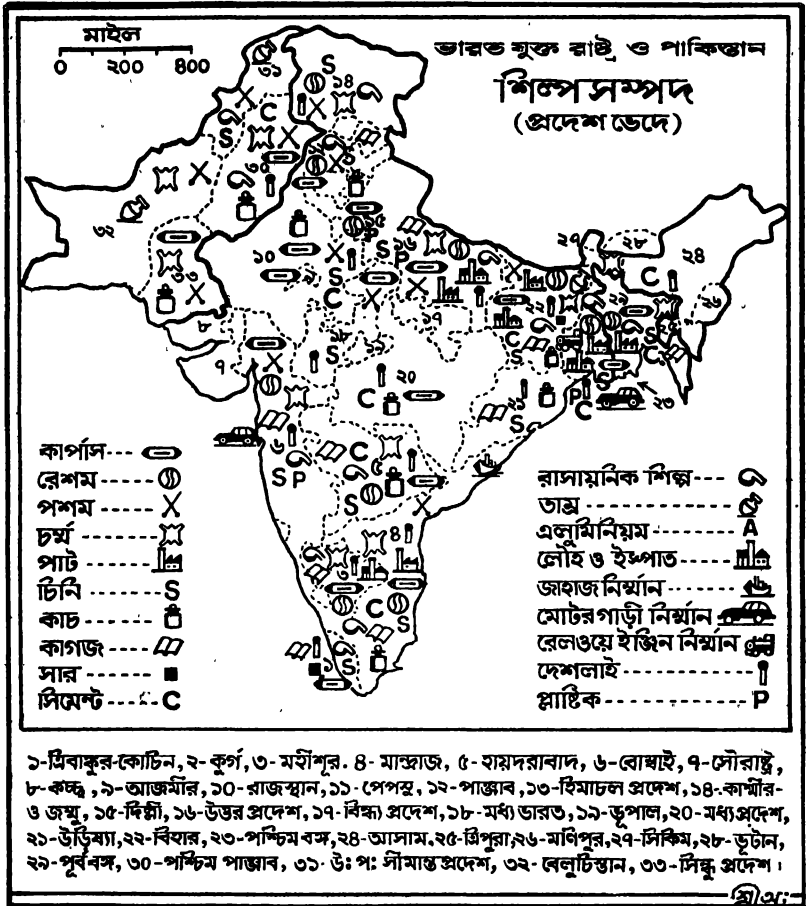 মাইল
০ ২০০ ৮০০
ভারত যুক্ত রাষ্ট্র ও পাকিস্তান
শিল্প সম্পদ
(প্রদেশ ভেদে)
কার্পাস
রেশম
পশম
চর্ম্ম
পাট
চিনি S
কাচ
কাগজ
সার
সিমেন্ট C
রাসায়নিক শিল্প
তাম্র
এলুমিনিয়ম A
লৌহ ও ইস্পাত
জাহাজ নির্ম্মান
মোটরগাড়ী নির্ম্মান
রেলওয়ে ইঞ্জিন নির্ম্মান
দেশলাই
প্লাষ্টিক P
১-ত্রিবাঙ্কুর-কোচিন, ২-কুর্গ, ৩-মহীশূর. ৪-মান্দ্রাজ, ৫-হায়দরাবাদ, ৬-বোম্বাই, ৭-সৌরাষ্ট্র,
৮-কচ্ছ, ৯-আজমীর, ১০-রাজস্থান, ১১-পেপসু, ১২-পাঞ্জাব, ১৩-হিমাচল প্রদেশ, ১৪-কাশ্মীর-
ও জম্মু, ১৫-দিল্লী, ১৬-উত্তর প্রদেশ, ১৭-বিন্ধ্য প্রদেশ, ১৮-মধ্য ভারত, ১৯-ভূপাল, ২০-মধ্যপ্রদেশ,
২১-উড়িষ্যা, ২২-বিহার, ২৩-পশ্চিম বঙ্গ, ২৪-আসাম, ২৫-ত্রিপুরা, ২৬-মণিপুর, ২৭-সিকিম, ২৮-ভূটান,
২৯-পূর্ববঙ্গ, ৩০-পশ্চিম পাঞ্জাব, ৩১-উঃ পঃ সীমান্ত প্রদেশ, ৩২-বেলুচিস্তান, ৩৩-সিন্ধু প্রদেশ।
শ্রীঅঃ